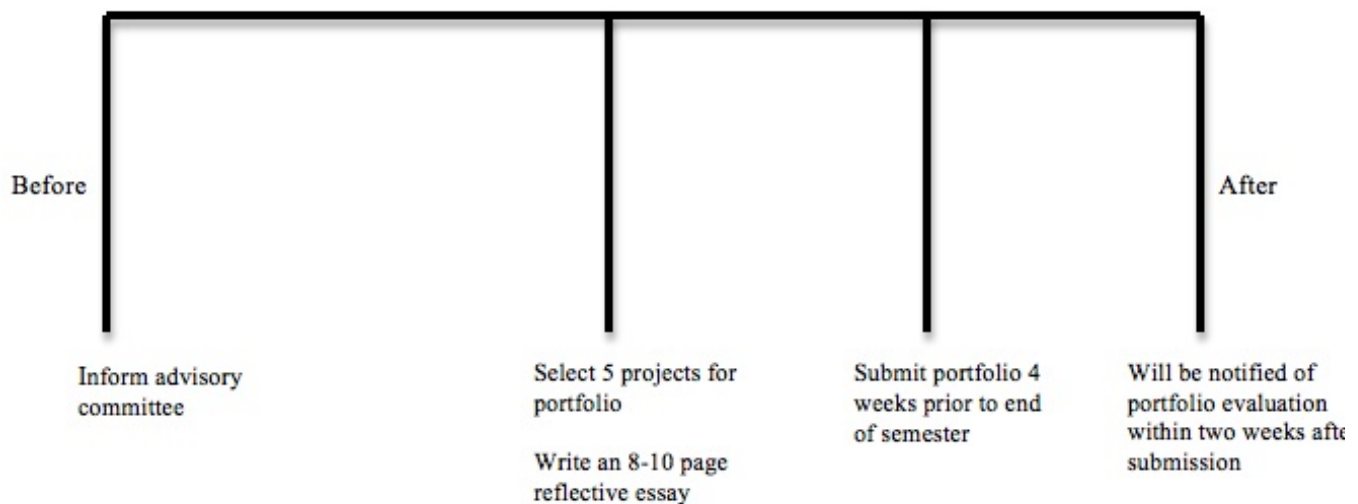 Before
After
Inform advisory
committee
Select 5 projects for
portfolio
Write an 8-10 page
reflective essay
Submit portfolio 4
weeks prior to end
of semester
Will be notified of
portfolio evaluation
within two weeks afte
submission